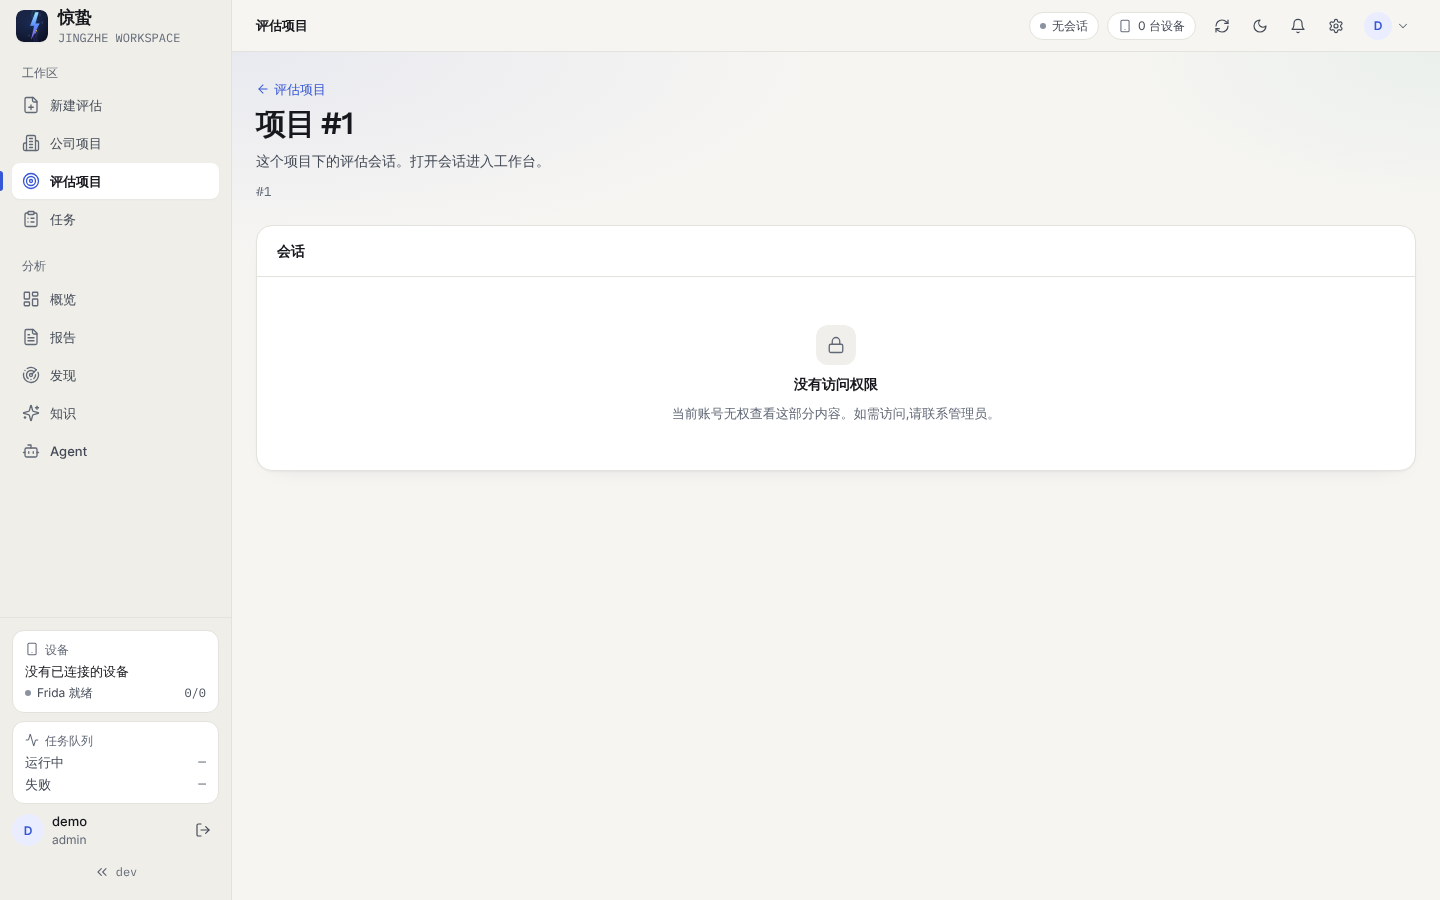 惊蛰
JINGZHE WORKSPACE
工作区
新建评估
公司项目
评估项目
任务
分析
概览
报告
发现
知识
Agent
设备
没有已连接的设备
Frida 就绪 0/0
任务队列
运行中 —
失败 —
D
demo
admin
dev
评估项目
无会话
0 台设备
D
评估项目
项目 #1
这个项目下的评估会话。打开会话进入工作台。
#1
会话
没有访问权限
当前账号无权查看这部分内容。如需访问,请联系管理员。